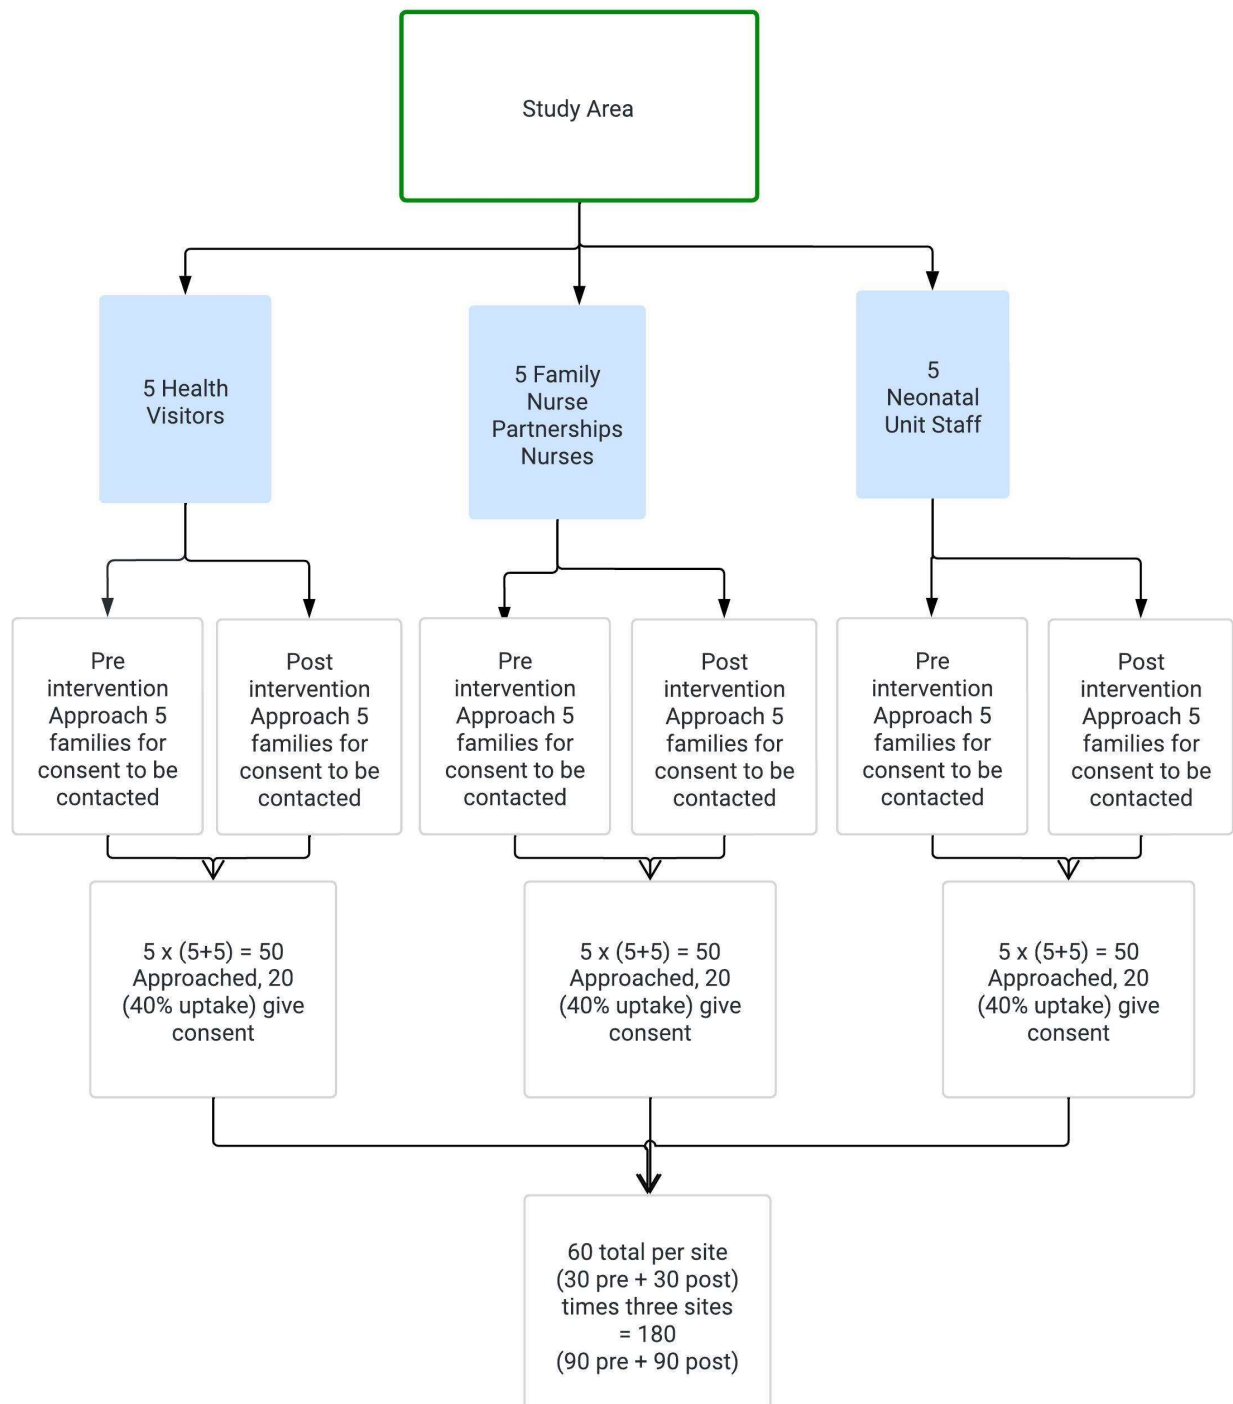 Study Area
5 Health
Visitors
5 Family
Nurse
Partnerships
Nurses
5
Neonatal
Unit Staff
Pre
intervention
Approach 5
families for
consent to be
contacted
Post
intervention
Approach 5
families for
consent to be
contacted
Pre
intervention
Approach 5
families for
consent to be
contacted
Post
intervention
Approach 5
families for
consent to be
contacted
Pre
intervention
Approach 5
families for
consent to be
contacted
Post
intervention
Approach 5
families for
consent to be
contacted
5 x (5+5) = 50
Approached, 20
(40% uptake) give
consent
5 x (5+5) = 50
Approached, 20
(40% uptake) give
consent
5 x (5+5) = 50
Approached, 20
(40% uptake) give
consent
60 total per site
(30 pre + 30 post)
times three sites
= 180
(90 pre + 90 post)